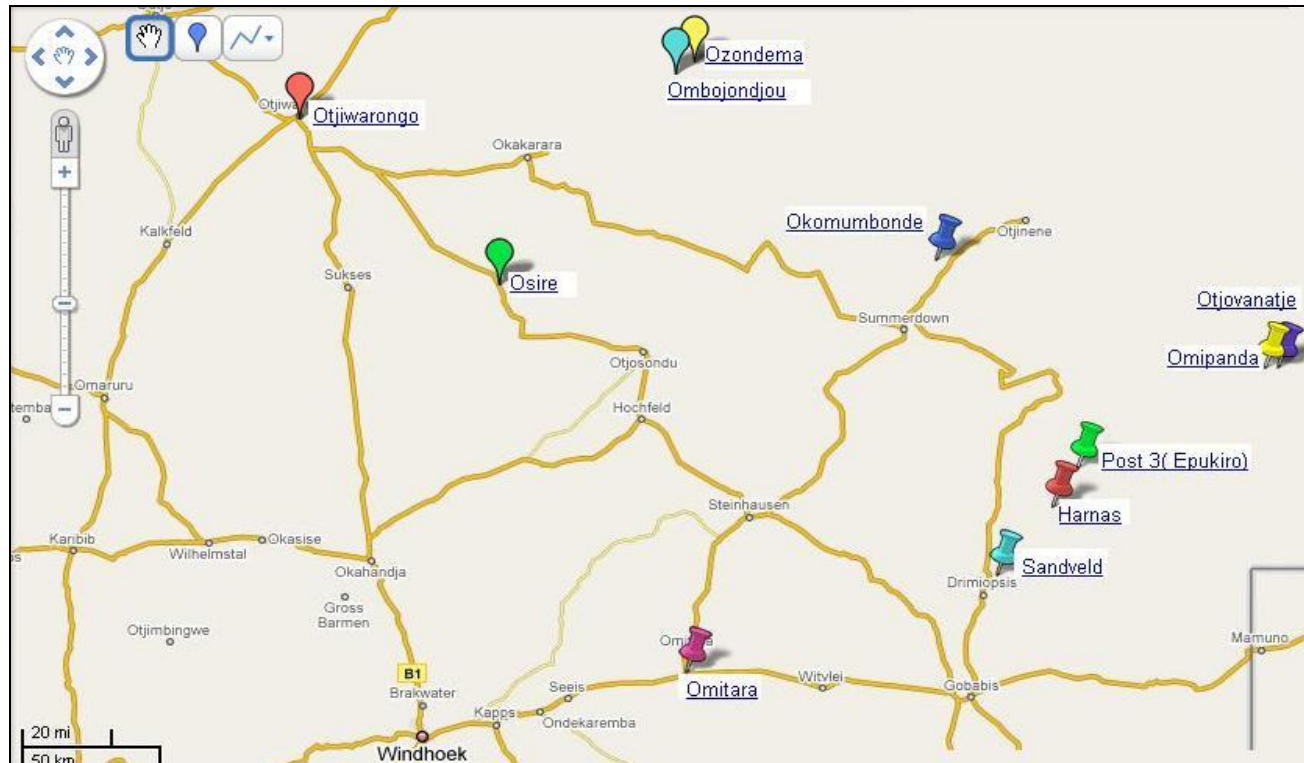 Ozondema
Ombojondjou
Otjiwarongo
Okakarara
Okomumbonde
Otjinene
Kalkfeld
Sukses
Osire
Otjovanatje
Summerdown
Omipanda
Otjosondu
Omaruru
Hochfeld
Post 3( Epukiro)
Harnas
Steinhausen
Karibib
Wilhelmstal
Okasise
Okahandja
Sandveld
Drimiopsis
Gross
Barmen
Otjimbingwe
Mamuno
B1
Omitara
Witvlei
Seeis
Gobabis
Brakwater
Kapps
Ondekaremba
20 mi
Windhoek
50 km